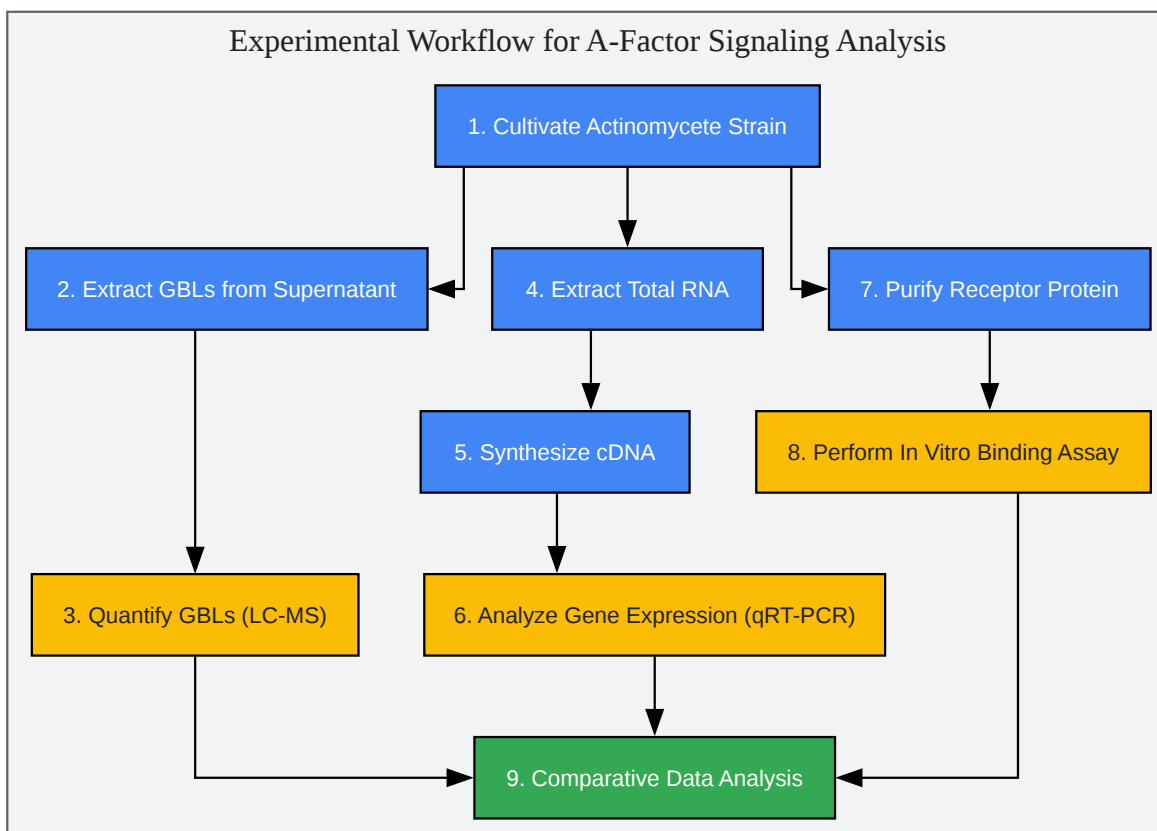 Experimental Workflow for A-Factor Signaling Analysis
1. Cultivate Actinomycete Strain
2. Extract GBLs from Supernatant
4. Extract Total RNA
7. Purify Receptor Protein
5. Synthesize cDNA
8. Perform In Vitro Binding Assay
3. Quantify GBLs (LC-MS)
6. Analyze Gene Expression (qRT-PCR)
9. Comparative Data Analysis